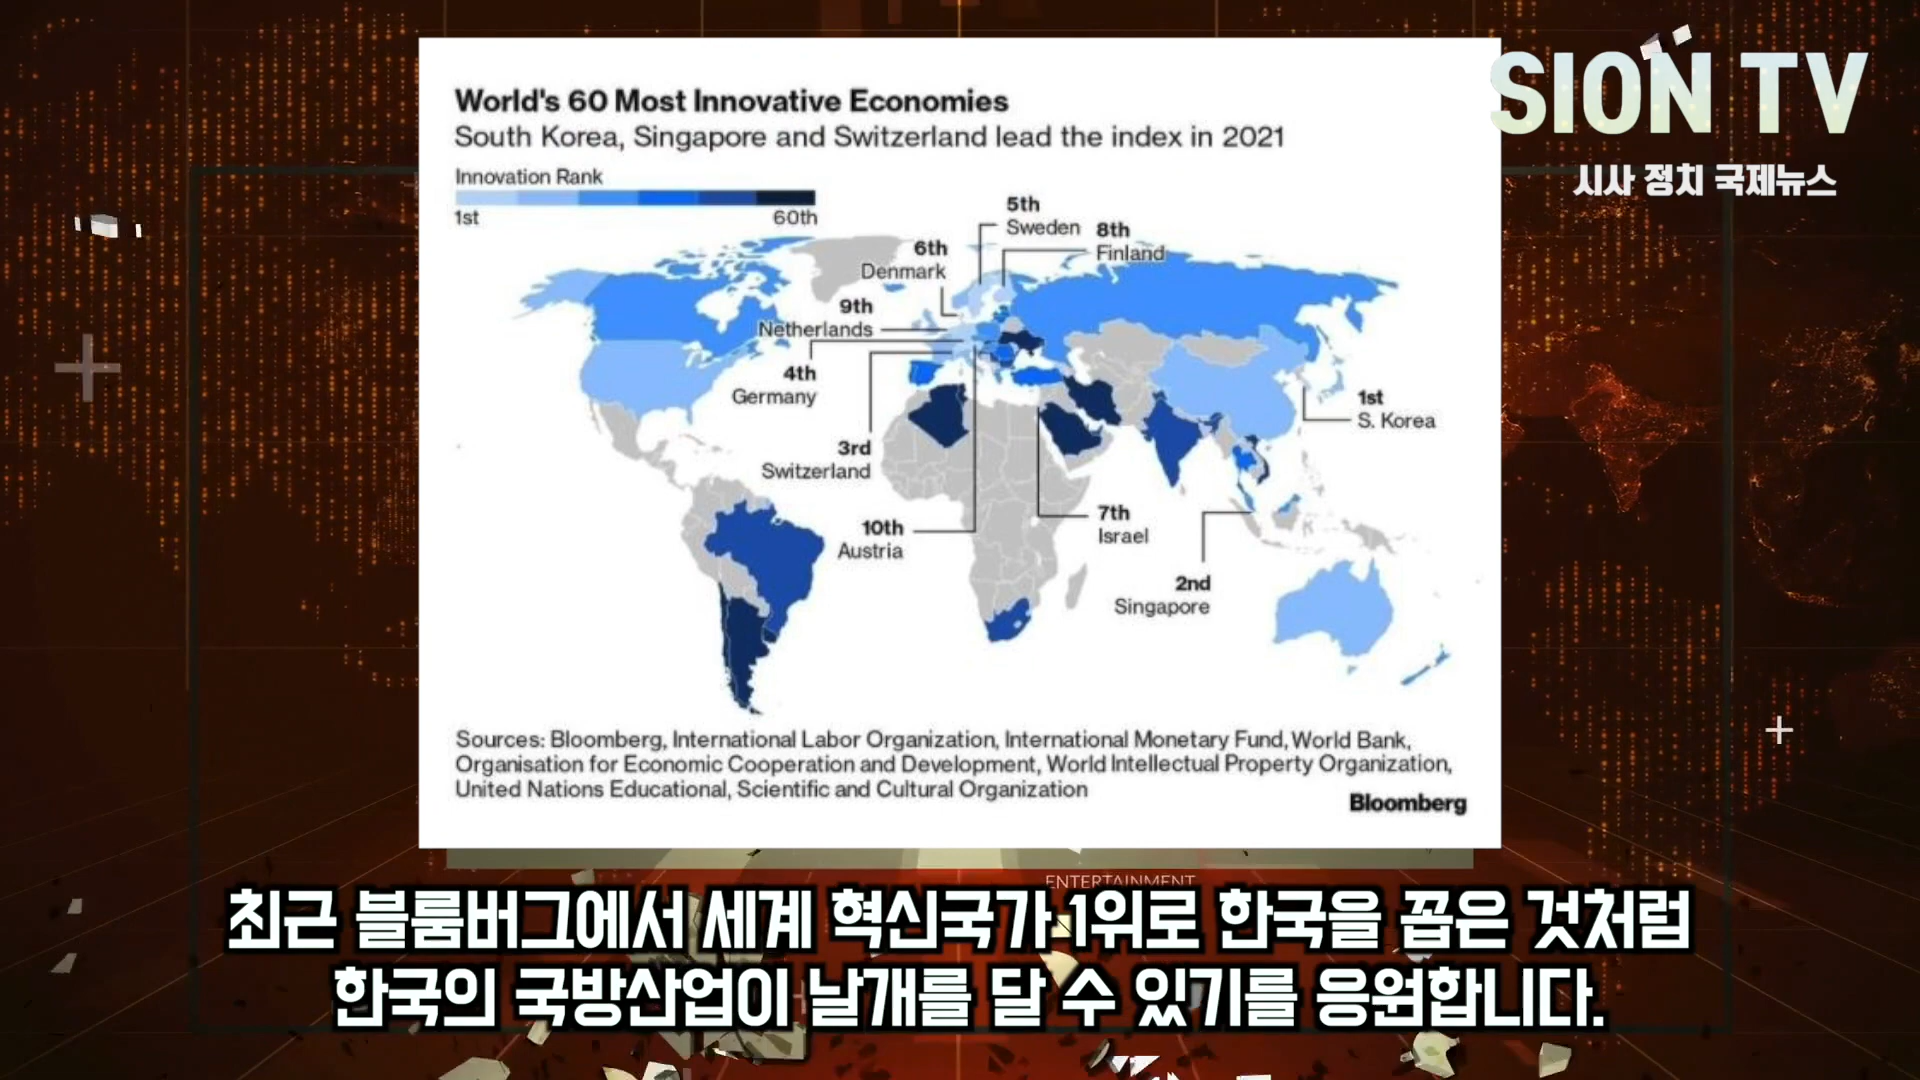 World's 60 Most Innovative Economies
South Korea, Singapore and Switzerland lead the index in 2021
Innovation Rank
1st
60th
SION TV
시사 정치 국제뉴스
5th
Sweden
8th
Finland
6th
Denmark
9th
Netherlands
4th
Germany
1st
S. Korea
3rd
Switzerland
10th
Austria
7th
Israel
2nd
Singapore
Sources: Bloomberg, International Labor Organization, International Monetary Fund, World Bank,
Organisation for Economic Cooperation and Development, World Intellectual Property Organization,
United Nations Educational, Scientific and Cultural Organization
Bloomberg
ENTERTAINMENT
최근 블룸버그에서 세계 혁신국가 1위로 한국을 꼽은 것처럼
한국의 국방산업이 날개를 달 수 있기를 응원합니다.